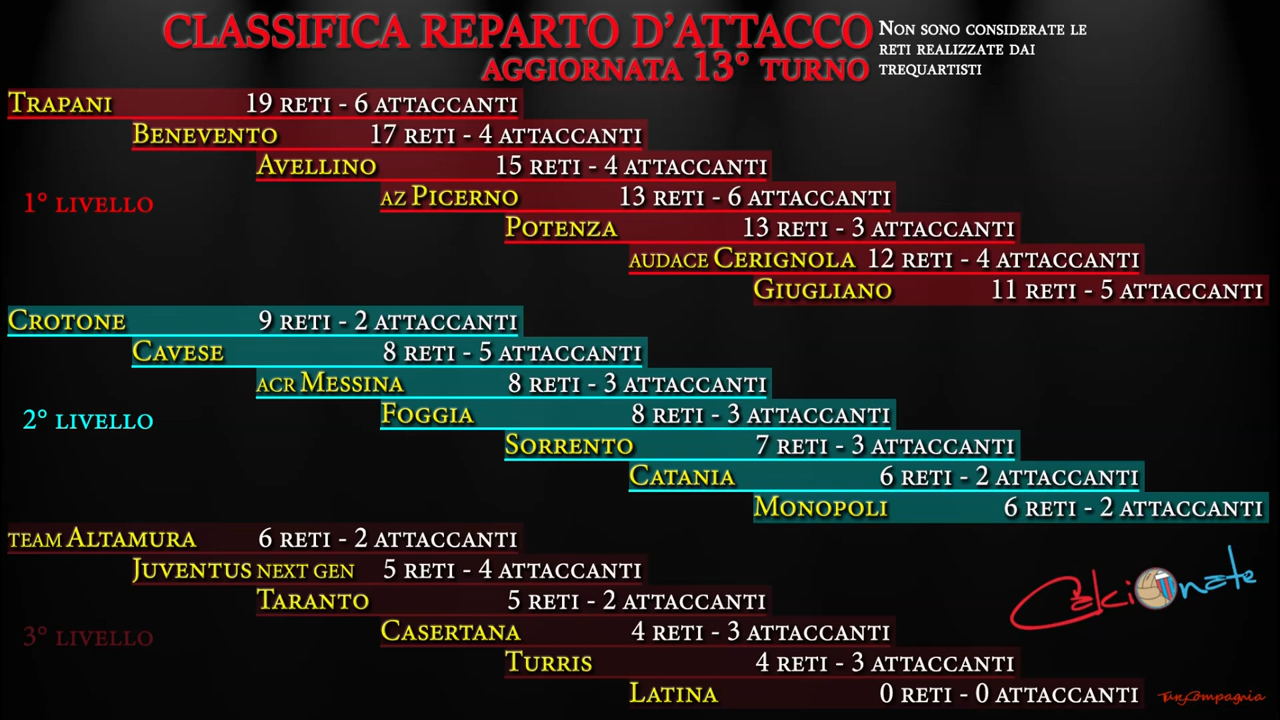 CLASSIFICA REPARTO D'ATTACCO
AGGIORNATA 13° TURNO
NON SONO CONSIDERATE LE
RETI REALIZZATE DAI
TREQUARTISTI
TRAPANI 19 RETI - 6 ATTACCANTI
BENEVENTO 17 RETI - 4 ATTACCANTI
AVELLINO 15 RETI - 4 ATTACCANTI
1° LIVELLO
AZ PICERNO 13 RETI - 6 ATTACCANTI
POTENZA 13 RETI - 3 ATTACCANTI
AUDACE CERIGNOLA 12 RETI - 4 ATTACCANTI
GIUGLIANO 11 RETI - 5 ATTACCANTI
CROTONE 9 RETI - 2 ATTACCANTI
CAVESE 8 RETI - 5 ATTACCANTI
ACR MESSINA 8 RETI - 3 ATTACCANTI
2° LIVELLO
FOGGIA 8 RETI - 3 ATTACCANTI
SORRENTO 7 RETI - 3 ATTACCANTI
CATANIA 6 RETI - 2 ATTACCANTI
MONOPOLI 6 RETI - 2 ATTACCANTI
TEAM ALTAMURA 6 RETI - 2 ATTACCANTI
JUVENTUS NEXT GEN 5 RETI - 4 ATTACCANTI
TARANTO 5 RETI - 2 ATTACCANTI
3° LIVELLO
CASERTANA 4 RETI - 3 ATTACCANTI
TURRIS 4 RETI - 3 ATTACCANTI
LATINA 0 RETI - 0 ATTACCANTI
Calcionate